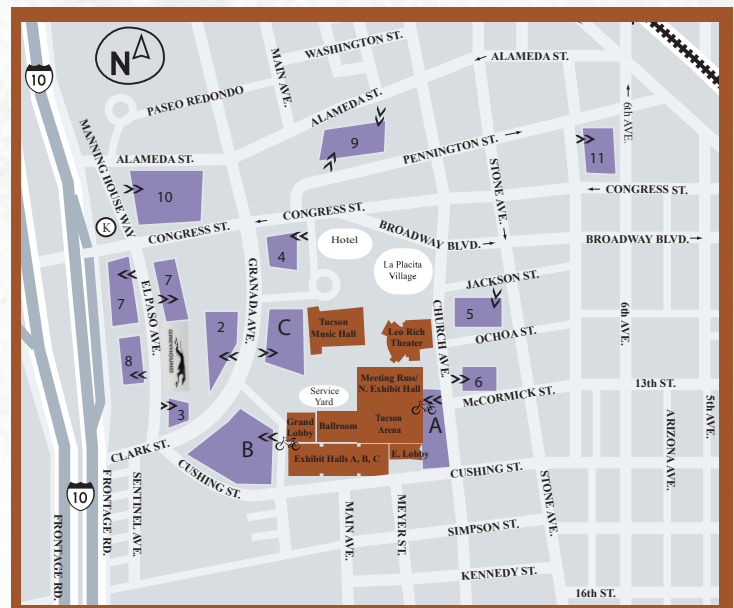 WASHINGTON ST.
10
N
ALAMEDA ST.
MAIN AVE.
PASEO REDONDO
ALAMEDA ST.
6th AVE.
MANNING HOUSE WAY
9
PENNINGTON ST.
11
ALAMEDA ST.
STONE AVE.
10
CONGRESS ST.
CONGRESS ST.
K
CONGRESS ST.
BROADWAY BLVD.
Hotel
BROADWAY BLVD.
4
La Placita
Village
7
7
EL PASO AVE.
GRANADA AVE.
JACKSON ST.
5
CHURCH AVE.
6th AVE.
2
C
Tucson
Music Hall
Leo Rich
Theater
OCHOA ST.
GREYHOUND
8
Meeting Rms/
N. Exhibit Hall
6
13th ST.
McCORMICK ST.
5th AVE.
Service
Yard
3
Grand
Lobby
Ballroom
Tucson
Arena
A
ARIZONA AVE.
B
CLARK ST.
Exhibit Halls A, B, C
E. Lobby
CUSHING ST.
CUSHING ST.
10
FRONTAGE RD.
SENTINEL AVE.
STONE AVE.
FRONTAGE RD.
MAIN AVE.
MEYER ST.
SIMPSON ST.
KENNEDY ST.
16th ST.